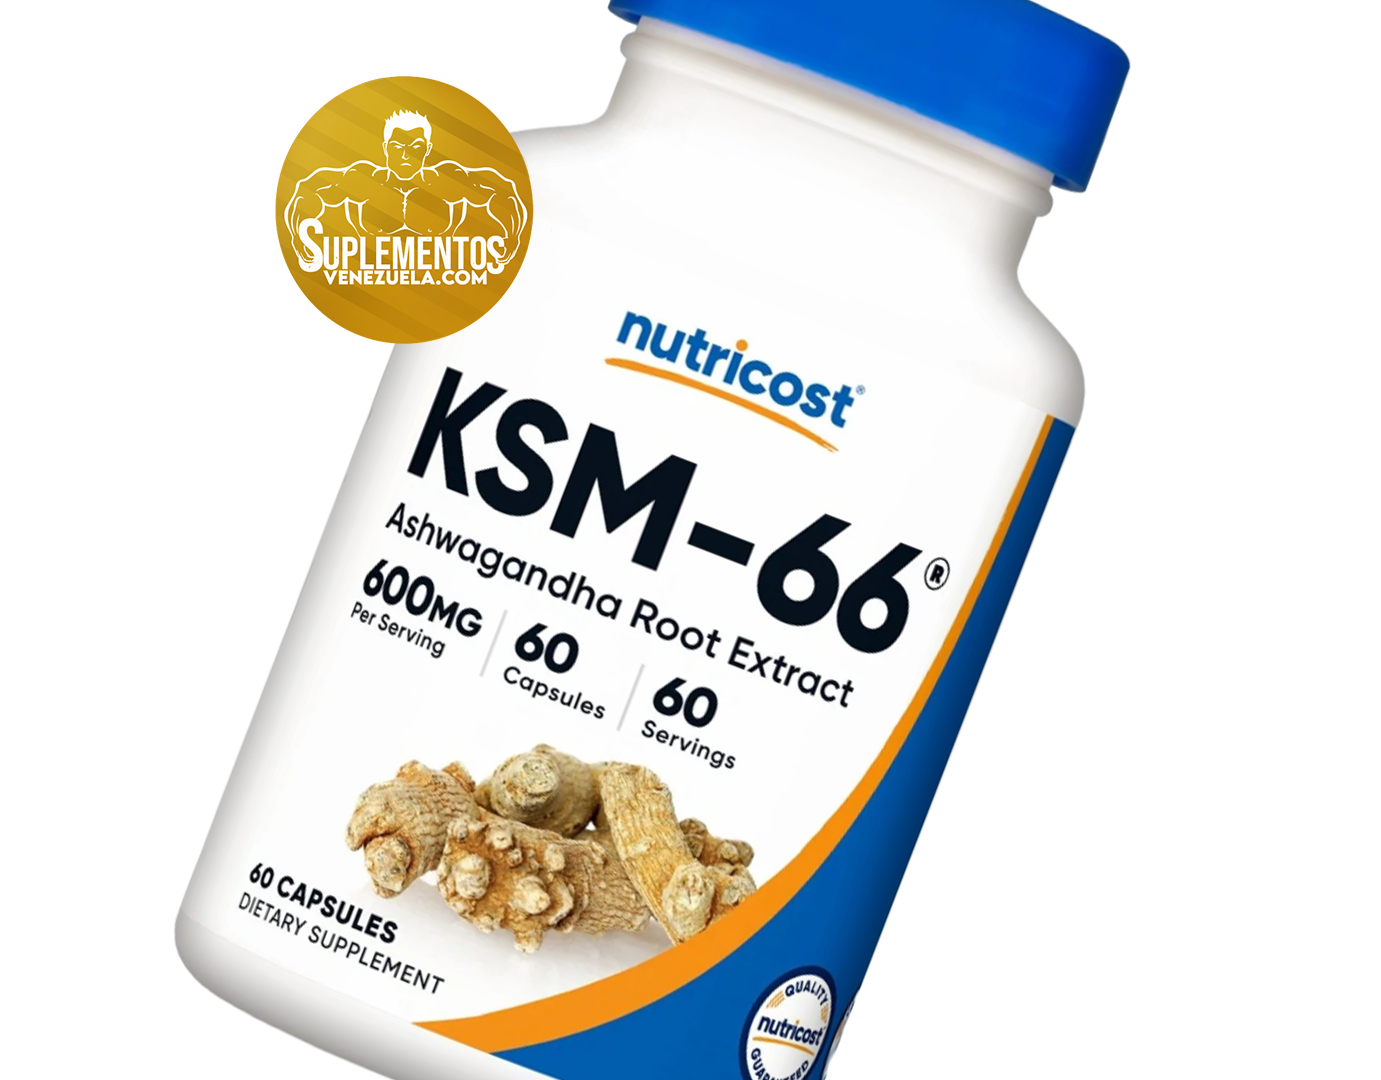 SUPLEMENTOS
VENEZUELA.COM
nutricost®
KSM-66®
Ashwagandha Root Extract
600MG
Per Serving
60
Capsules
60
Servings
60 CAPSULES
DIETARY SUPPLEMENT
QUALITY
nutricost
GUARANTEED